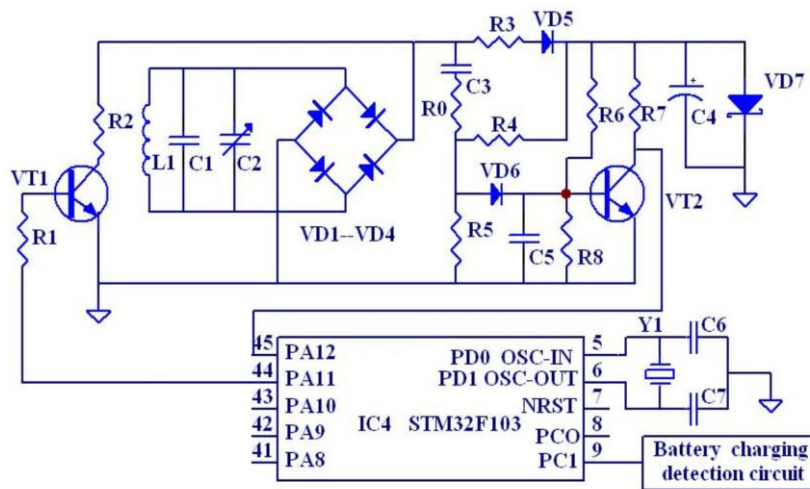 R3
VD5
C3
R0
R4
R6
R7
+
C4
VD7
R2
L1
C1
C2
VT1
VD6
VT2
R1
VD1--VD4
R5
C5
R8
45 PA12
44 PA11
43 PA10
42 PA9
41 PA8
IC4 STM32F103
PD0 OSC-IN 5
PD1 OSC-OUT 6
NRST 7
PCO 8
PC1 9
Y1
C6
C7
Battery charging
detection circuit